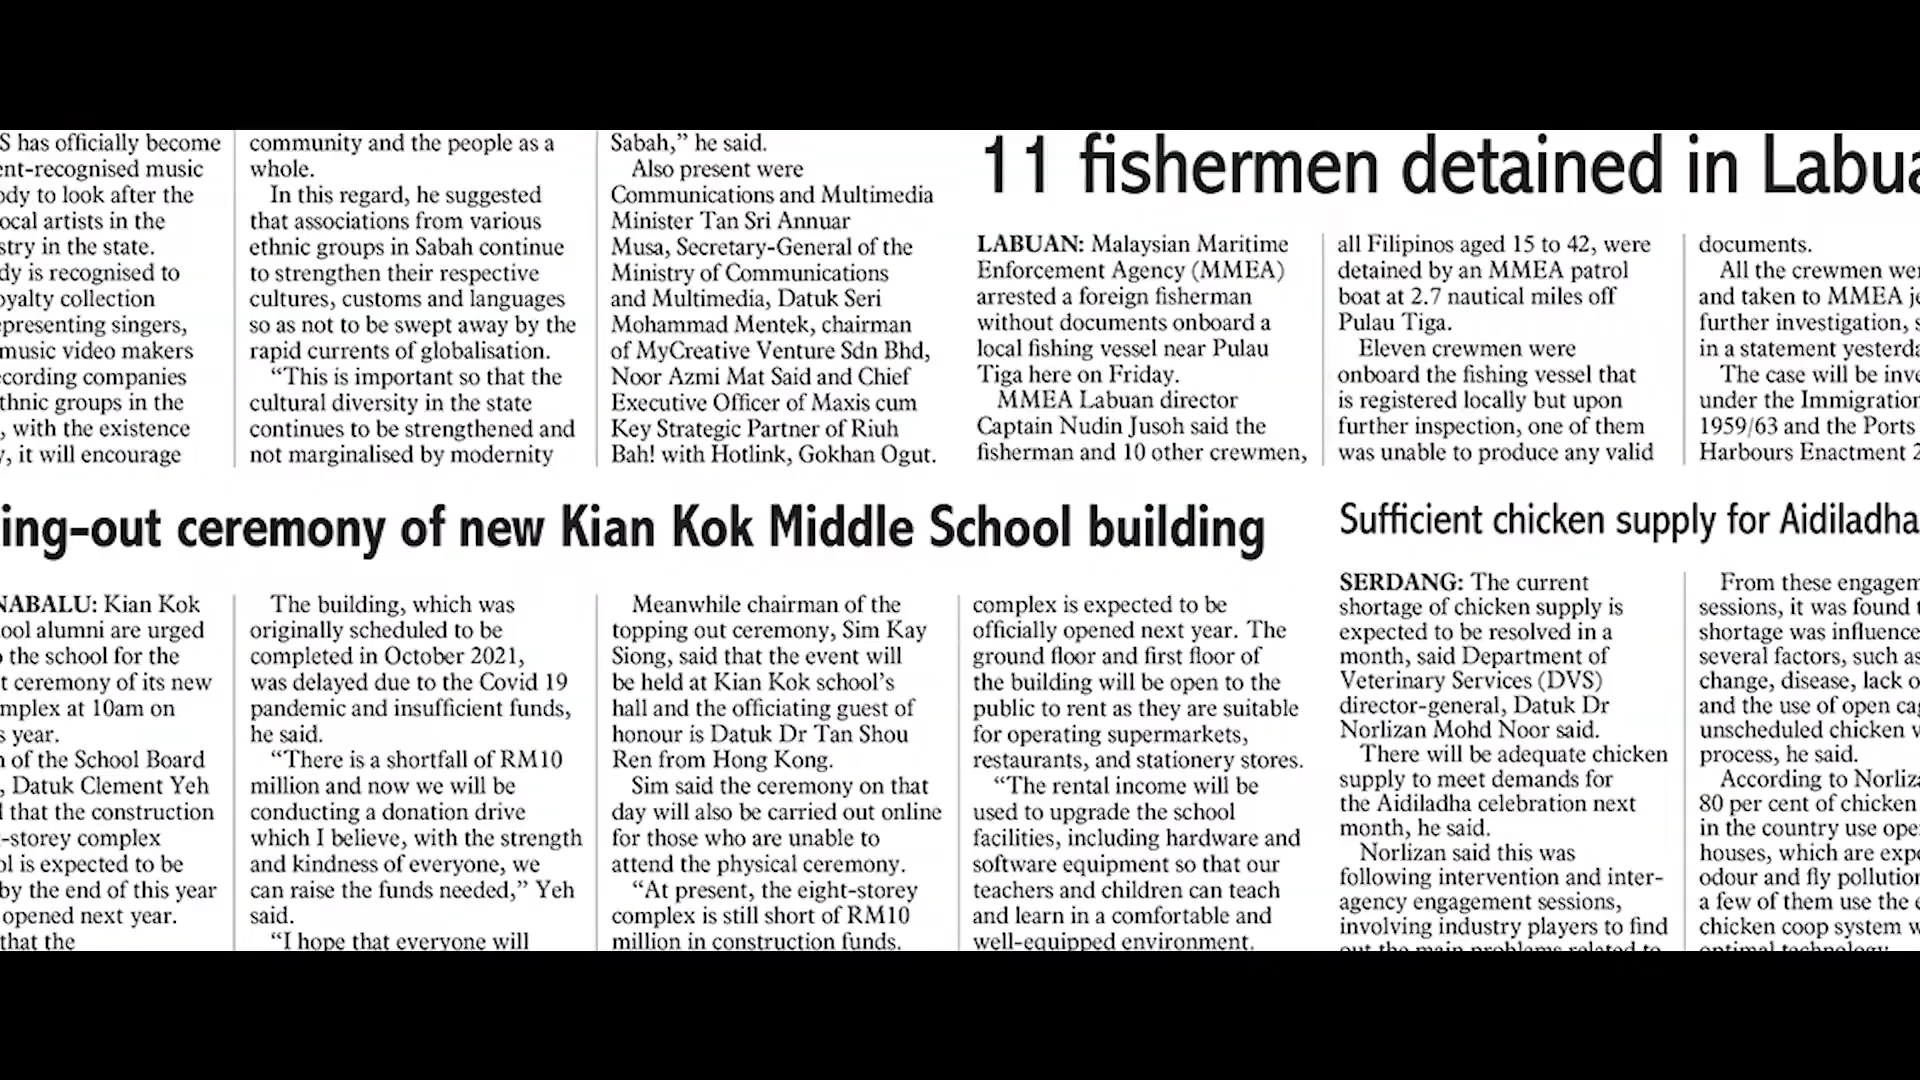 S has officially become
ent-recognised music
ody to look after the
ocal artists in the
stry in the state.
dy is recognised to
oyalty collection
epresenting singers,
music video makers
ecording companies
thnic groups in the
, with the existence
y, it will encourage
community and the people as a
whole.
In this regard, he suggested
that associations from various
ethnic groups in Sabah continue
to strengthen their respective
cultures, customs and languages
so as not to be swept away by the
rapid currents of globalisation.
“This is important so that the
cultural diversity in the state
continues to be strengthened and
not marginalised by modernity
Sabah,” he said.
Also present were
Communications and Multimedia
Minister Tan Sri Annuar
Musa, Secretary-General of the
Ministry of Communications
and Multimedia, Datuk Seri
Mohammad Mentek, chairman
of MyCreative Venture Sdn Bhd,
Noor Azmi Mat Said and Chief
Executive Officer of Maxis cum
Key Strategic Partner of Riuh
Bah! with Hotlink, Gokhan Ogut.
11 fishermen detained in Labua
LABUAN: Malaysian Maritime
Enforcement Agency (MMEA)
arrested a foreign fisherman
without documents onboard a
local fishing vessel near Pulau
Tiga here on Friday.
MMEA Labuan director
Captain Nudin Jusoh said the
fisherman and 10 other crewmen,
all Filipinos aged 15 to 42, were
detained by an MMEA patrol
boat at 2.7 nautical miles off
Pulau Tiga.
Eleven crewmen were
onboard the fishing vessel that
is registered locally but upon
further inspection, one of them
was unable to produce any valid
documents.
All the crewmen wer
and taken to MMEA je
further investigation, s
in a statement yesterda
The case will be inve
under the Immigration
1959/63 and the Ports
Harbours Enactment 2
ing-out ceremony of new Kian Kok Middle School building
NABALU: Kian Kok
ool alumni are urged
o the school for the
t ceremony of its new
mplex at 10am on
s year.
n of the School Board
, Datuk Clement Yeh
d that the construction
-storey complex
ol is expected to be
by the end of this year
opened next year.
that the
The building, which was
originally scheduled to be
completed in October 2021,
was delayed due to the Covid 19
pandemic and insufficient funds,
he said.
“There is a shortfall of RM10
million and now we will be
conducting a donation drive
which I believe, with the strength
and kindness of everyone, we
can raise the funds needed,” Yeh
said.
“I hope that everyone will
Meanwhile chairman of the
topping out ceremony, Sim Kay
Siong, said that the event will
be held at Kian Kok school’s
hall and the officiating guest of
honour is Datuk Dr Tan Shou
Ren from Hong Kong.
Sim said the ceremony on that
day will also be carried out online
for those who are unable to
attend the physical ceremony.
“At present, the eight-storey
complex is still short of RM10
million in construction funds.
complex is expected to be
officially opened next year. The
ground floor and first floor of
the building will be open to the
public to rent as they are suitable
for operating supermarkets,
restaurants, and stationery stores.
“The rental income will be
used to upgrade the school
facilities, including hardware and
software equipment so that our
teachers and children can teach
and learn in a comfortable and
well-equipped environment.
Sufficient chicken supply for Aidiladha
SERDANG: The current
shortage of chicken supply is
expected to be resolved in a
month, said Department of
Veterinary Services (DVS)
director-general, Datuk Dr
Norlizan Mohd Noor said.
There will be adequate chicken
supply to meet demands for
the Aidiladha celebration next
month, he said.
Norlizan said this was
following intervention and inter-
agency engagement sessions,
involving industry players to find
out the main problems related to
From these engagem
sessions, it was found t
shortage was influence
several factors, such as
change, disease, lack o
and the use of open cag
unscheduled chicken v
process, he said.
According to Norliza
80 per cent of chicken
in the country use ope
houses, which are expo
odour and fly pollution
a few of them use the e
chicken coop system w
optimal technology